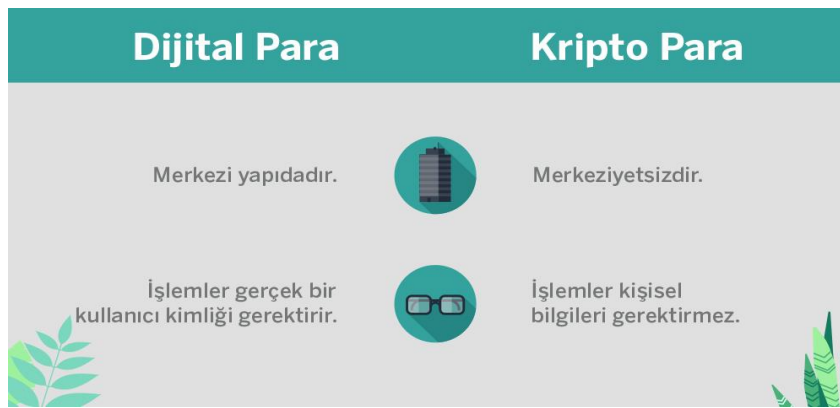 Dijital Para
Kripto Para
Merkezi yapıdadır.
Merkeziyetsizdir.
İşlemler gerçek bir
kullanıcı kimliği gerektirir.
İşlemler kişisel
bilgileri gerektirmez.